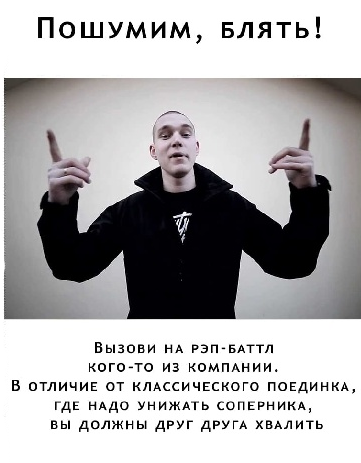 Пошумим, блять!
Вызови на рэп-баттл
кого-то из компании.
В отличие от классического поединка,
где надо унижать соперника,
вы должны друг друга хвалить